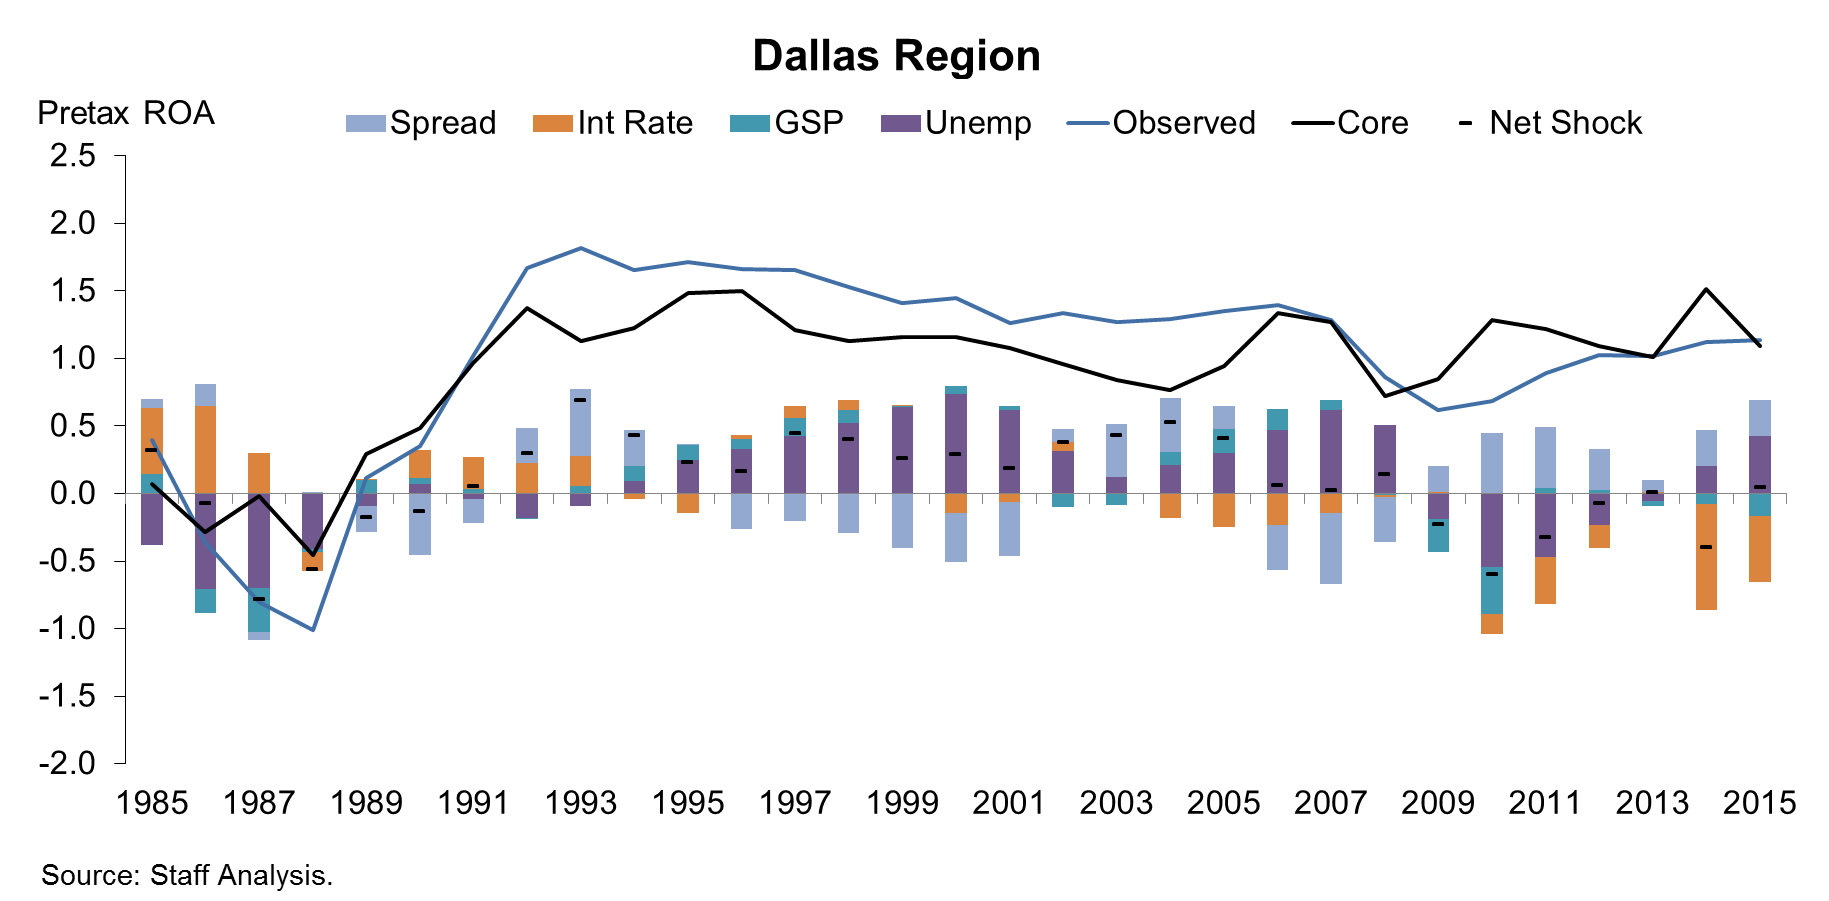 Dallas Region
Pretax ROA
Spread Int Rate GSP Unemp Observed Core Net Shock
2.5
2.0
1.5
1.0
0.5
0.0
-0.5
-1.0
-1.5
-2.0
1985 1987 1989 1991 1993 1995 1997 1999 2001 2003 2005 2007 2009 2011 2013 2015
Source: Staff Analysis.